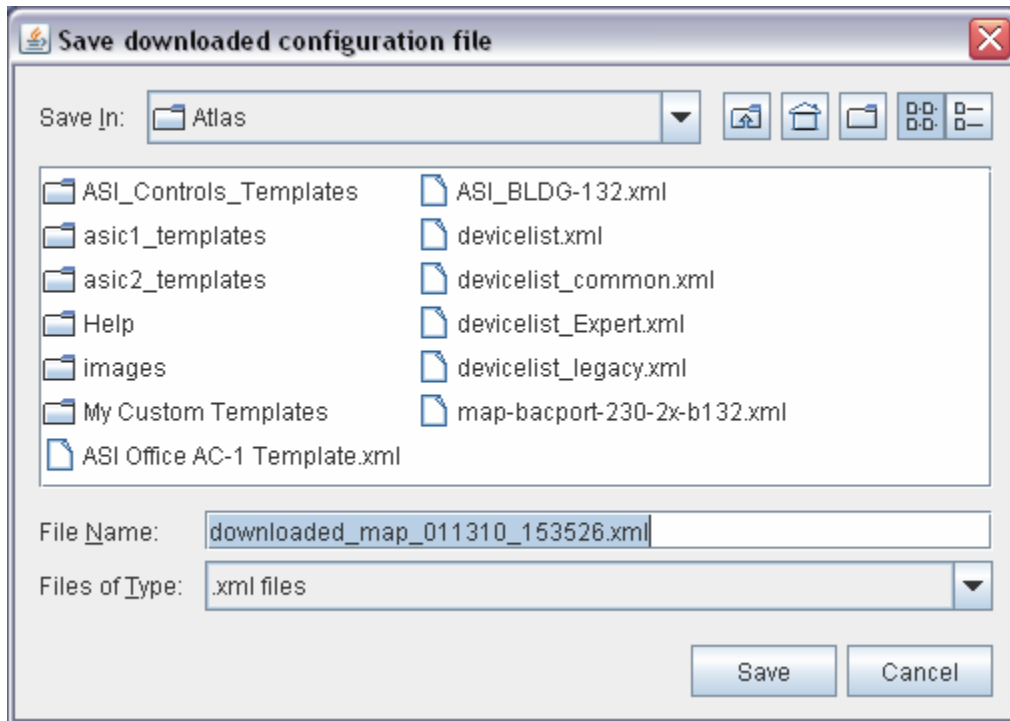 Save downloaded configuration file
Save In: Atlas
ASI_Controls_Templates
asic1_templates
asic2_templates
Help
images
My Custom Templates
ASI Office AC-1 Template.xml
ASI_BLDG-132.xml
devicelist.xml
devicelist_common.xml
devicelist_Expert.xml
devicelist_legacy.xml
map-bacport-230-2x-b132.xml
File Name: downloaded_map_011310_153526.xml
Files of Type: .xml files
Save Cancel